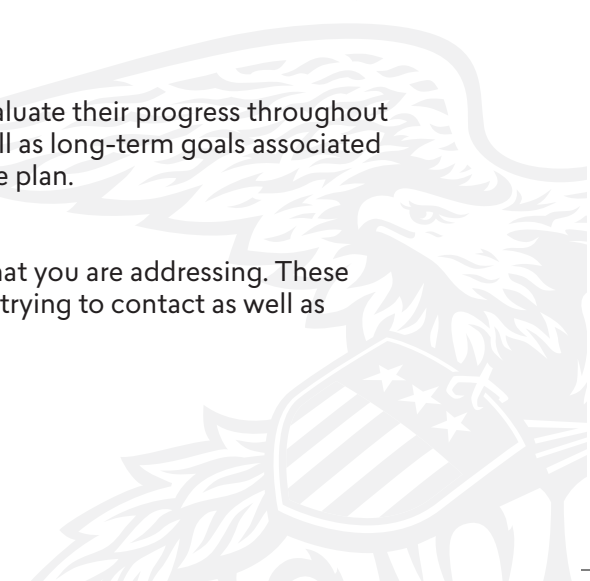 aluate their progress throughout
ll as long-term goals associated
e plan.
hat you are addressing. These
trying to contact as well as